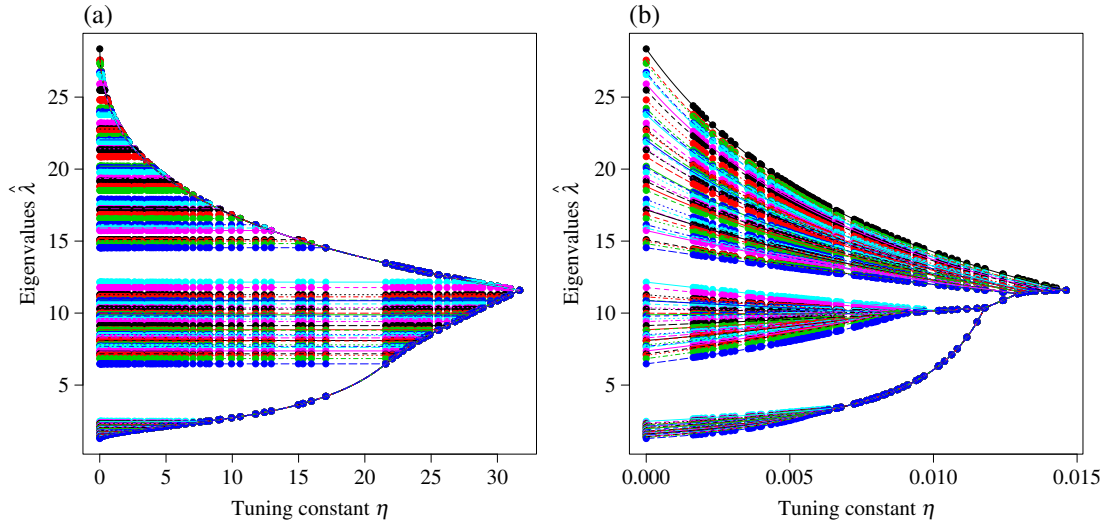 (a)
(b)
Eigenvalues λ̂
25
20
15
10
5
0 5 10 15 20 25 30
Tuning constant η
Eigenvalues λ̂
25
20
15
10
5
0.000 0.005 0.010 0.015
Tuning constant η